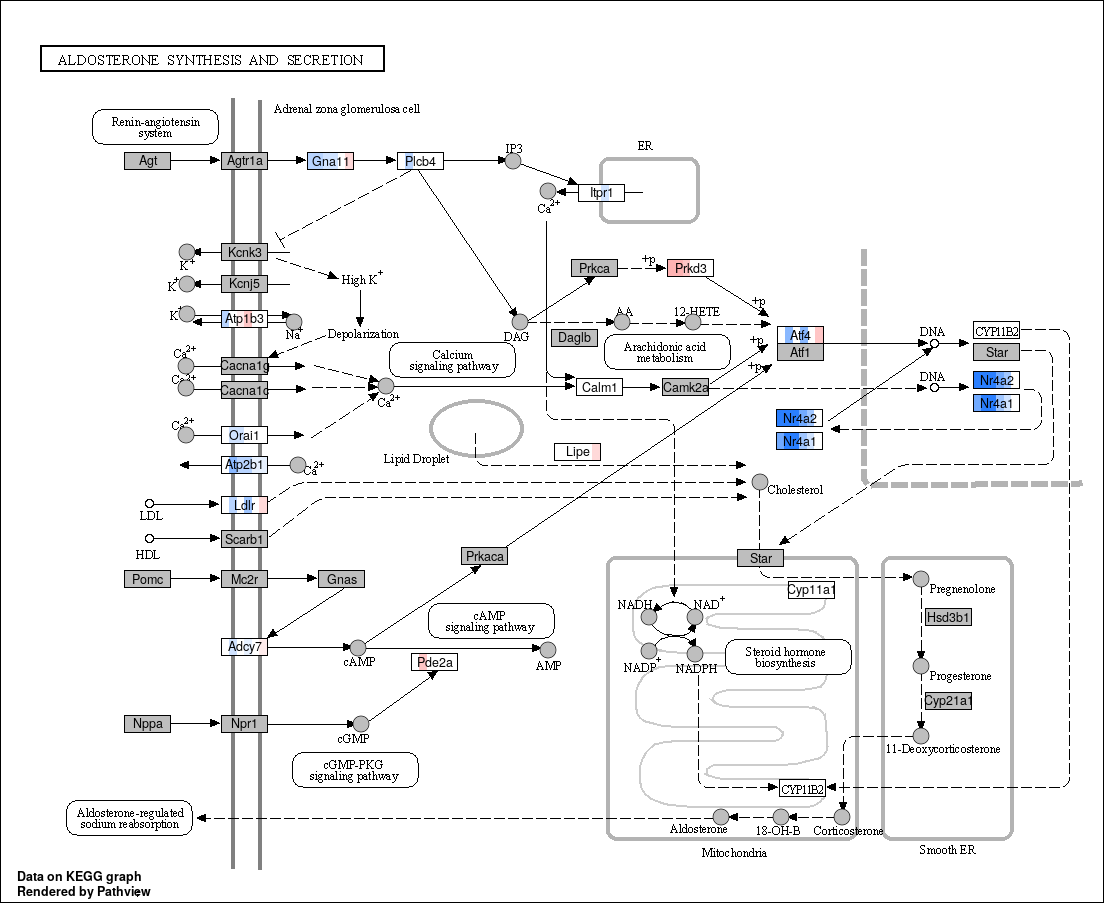 ALDOSTERONE SYNTHESIS AND SECRETION
Adrenal zona glomerulosa cell
Renin-angiotensin
system
Agt
Agtr1a
Gna11
Plcb4
IP3
ER
Itpr1
Ca2+
Kcnk3
K+
High K+
Kcnj5
K+
Atp1b3
K+
Na+
Depolarization
Prkca
+p
Prkd3
+p
DAG
AA
12-HETE
Daglb
Arachidonic acid
metabolism
Atf4
Atf1
+p
+p
DNA
CYP11B2
Star
Calcium
signaling pathway
Ca2+
Cacna1g
Ca2+
Cacna1c
Ca2+
Calm1
Camk2a
DNA
Nr4a2
Nr4a1
Nr4a2
Nr4a1
Ca2+
Orai1
Atp2b1
Ca2+
Lipid Droplet
Lipe
LDL
Ldlr
Cholesterol
HDL
Scarb1
Pomc
Mc2r
Gnas
Prkaca
Star
Cyp11a1
Pregnenolone
cAMP
signaling pathway
NADH
NAD+
Hsd3b1
Adcy7
cAMP
Pde2a
AMP
NADP+
NADPH
Steroid hormone
biosynthesis
Progesterone
Cyp21a1
Nppa
Npr1
cGMP
11-Deoxycorticosterone
cGMP-PKG
signaling pathway
CYP11B2
Aldosterone-regulated
sodium reabsorption
Aldosterone
18-OH-B
Corticosterone
Mitochondria
Smooth ER
Data on KEGG graph
Rendered by Pathview